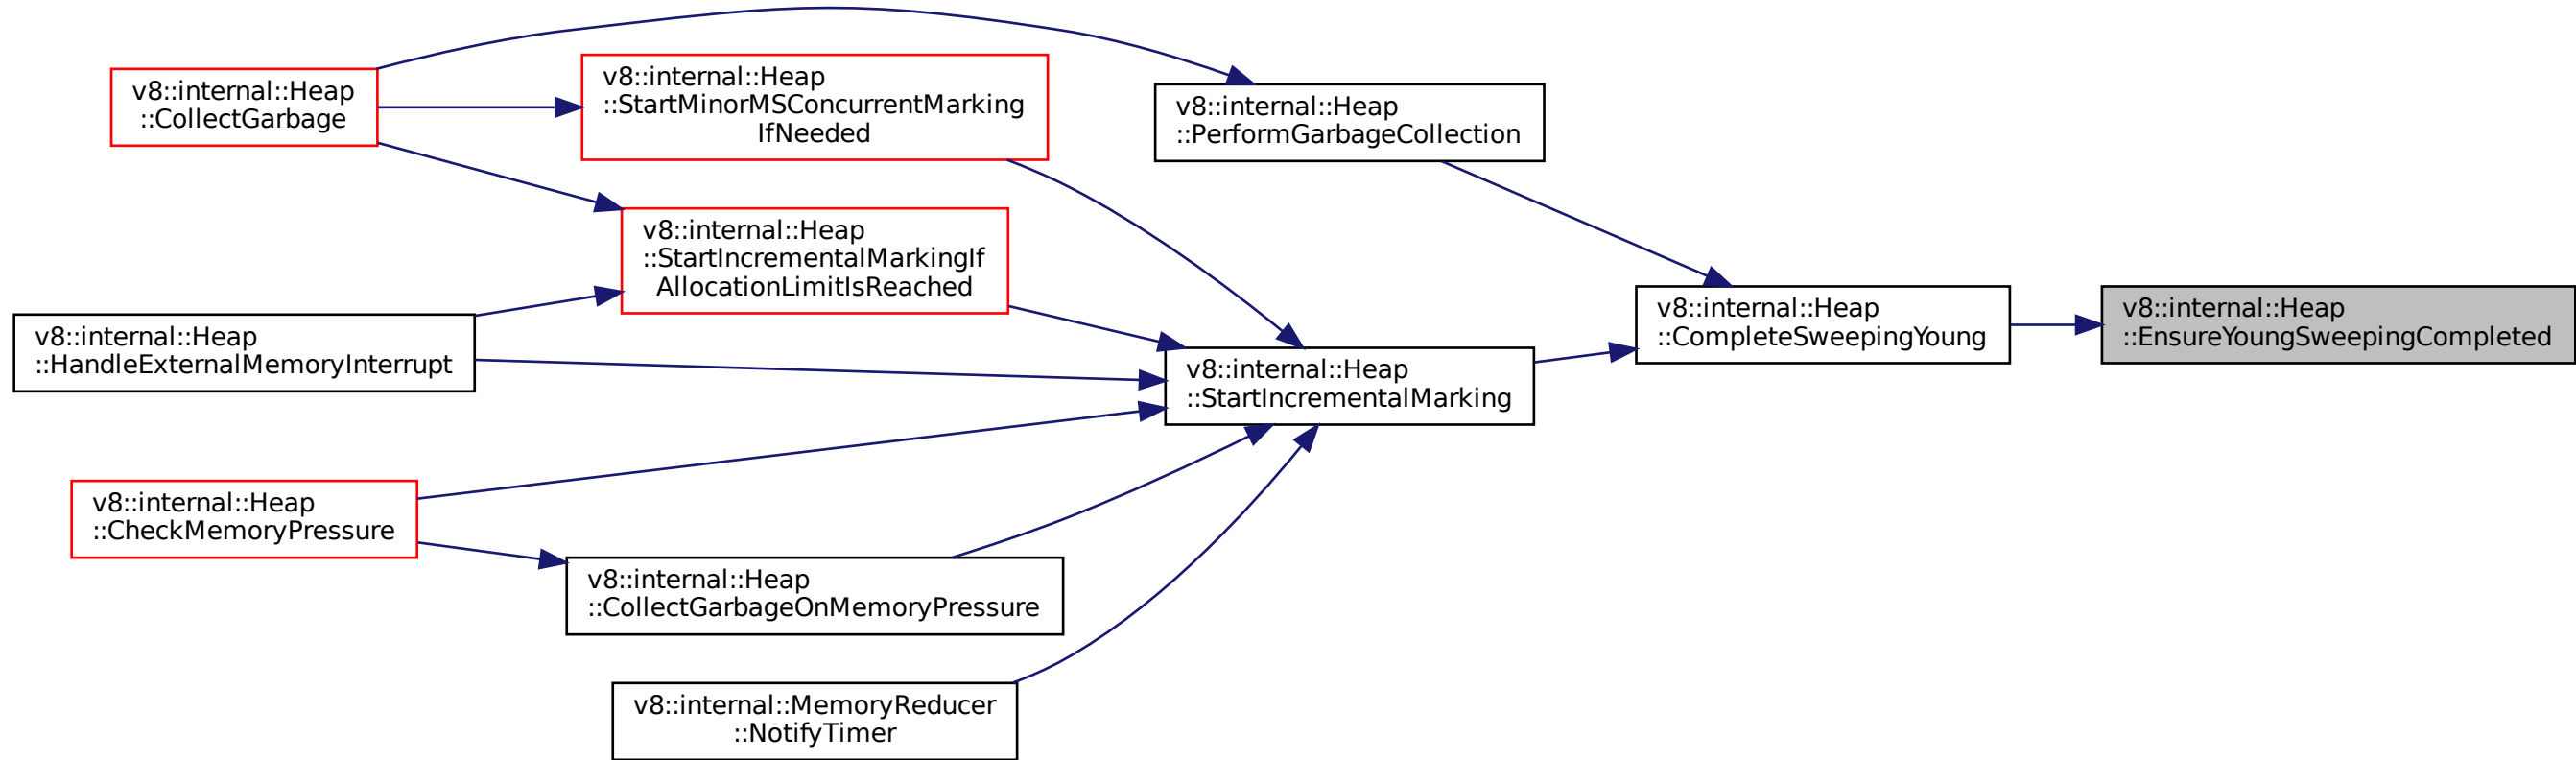 v8::internal::Heap
::CollectGarbage
v8::internal::Heap
::StartMinorMSConcurrentMarking
IfNeeded
v8::internal::Heap
::PerformGarbageCollection
v8::internal::Heap
::StartIncrementalMarkingIf
AllocationLimitIsReached
v8::internal::Heap
::HandleExternalMemoryInterrupt
v8::internal::Heap
::StartIncrementalMarking
v8::internal::Heap
::CompleteSweepingYoung
v8::internal::Heap
::EnsureYoungSweepingCompleted
v8::internal::Heap
::CheckMemoryPressure
v8::internal::Heap
::CollectGarbageOnMemoryPressure
v8::internal::MemoryReducer
::NotifyTimer